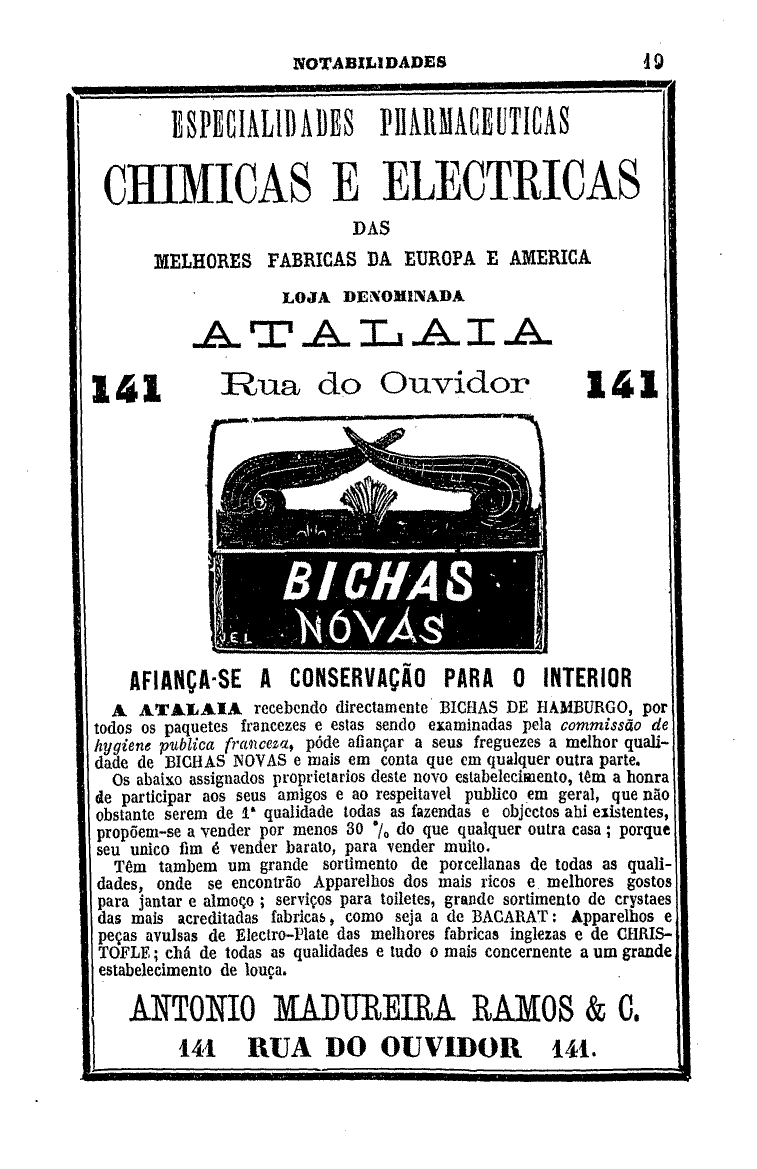 NOTABILIDADES 19
ESPECIALIDADES PHARMACEUTICAS
CHIMICAS E ELECTRICAS
DAS
MELHORES FABRICAS DA EUROPA E AMERICA
LOJA DENOMINADA
ATALAIA
141 Rua do Ouvidor 141
BICHAS
NOVAS
J.E.L
AFIANÇA-SE A CONSERVAÇÃO PARA O INTERIOR
A ATALAIA recebendo directamente BICHAS DE HAMBURGO, por
todos os paquetes francezes e estas sendo examinadas pela commissão de
hygiene publica franceza, póde afiançar a seus freguezes a melhor quali-
dade de BICHAS NOVAS e mais em conta que em qualquer outra parte.
Os abaixo assignados proprietarios deste novo estabelecimento, têm a honra
de participar aos seus amigos e ao respeitavel publico em geral, que não
obstante serem de 1ª qualidade todas as fazendas e objectos ahi existentes,
propõem-se a vender por menos 30 % do que qualquer outra casa ; porque
seu unico fim é vender barato, para vender muito.
Têm tambem um grande sortimento de porcellanas de todas as quali-
dades, onde se encontrão Apparelhos dos mais ricos e melhores gostos
para jantar e almoço ; serviços para toiletes, grande sortimento de crystaes
das mais acreditadas fabricas, como seja a de BACARAT : Apparelhos e
peças avulsas de Electro-Plate das melhores fabricas inglezas e de CHRIS-
TOFLE ; chá de todas as qualidades e tudo o mais concernente a um grande
estabelecimento de louça.
ANTONIO MADUREIRA RAMOS & C.
141 RUA DO OUVIDOR 141.